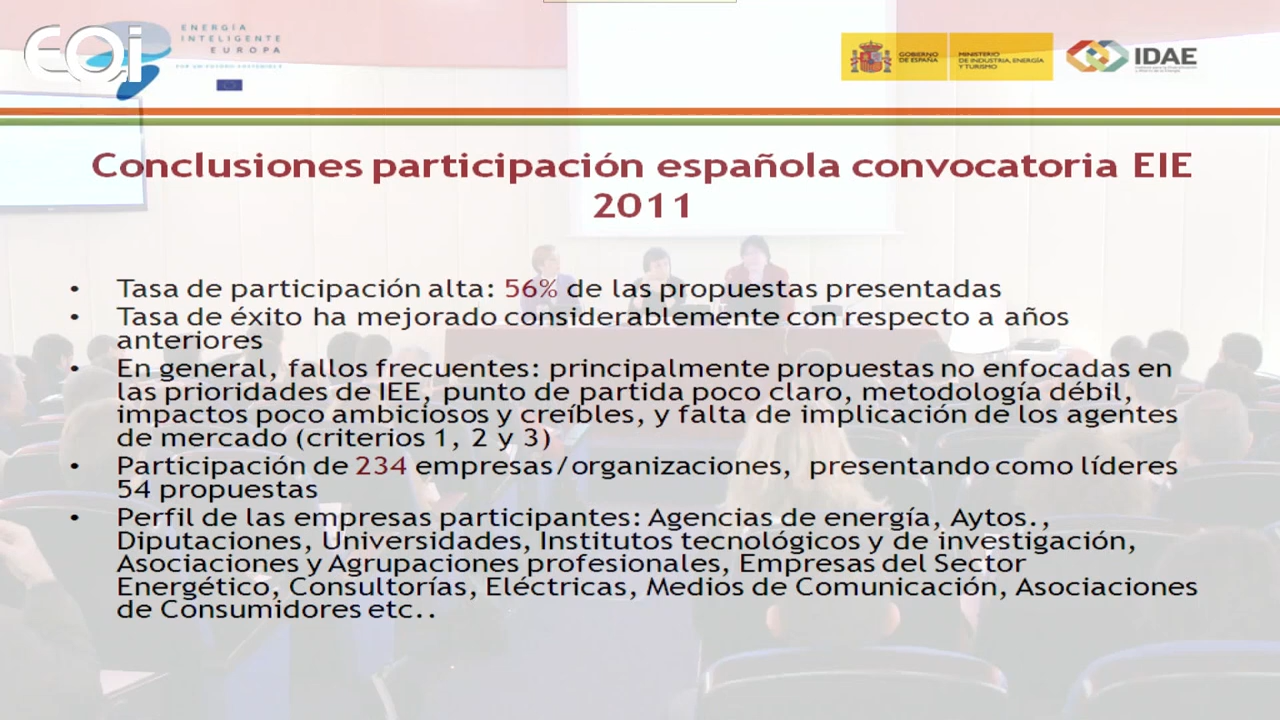 EOi
ENERGÍA
INTELIGENTE
EUROPA
GOBIERNO
DE ESPAÑA
MINISTERIO
DE INDUSTRIA, ENERGÍA
Y TURISMO
IDAE
Conclusiones participación española convocatoria EIE
2011
• Tasa de participación alta: 56% de las propuestas presentadas
• Tasa de éxito ha mejorado considerablemente con respecto a años
anteriores
• En general, fallos frecuentes: principalmente propuestas no enfocadas en
las prioridades de IEE, punto de partida poco claro, metodología débil,
impactos poco ambiciosos y creíbles, y falta de implicación de los agentes
de mercado (criterios 1, 2 y 3)
• Participación de 234 empresas/organizaciones, presentando como líderes
54 propuestas
• Perfil de las empresas participantes: Agencias de energía, Aytos.,
Diputaciones, Universidades, Institutos tecnológicos y de investigación,
Asociaciones y Agrupaciones profesionales, Empresas del Sector
Energético, Consultorías, Eléctricas, Medios de Comunicación, Asociaciones
de Consumidores etc..